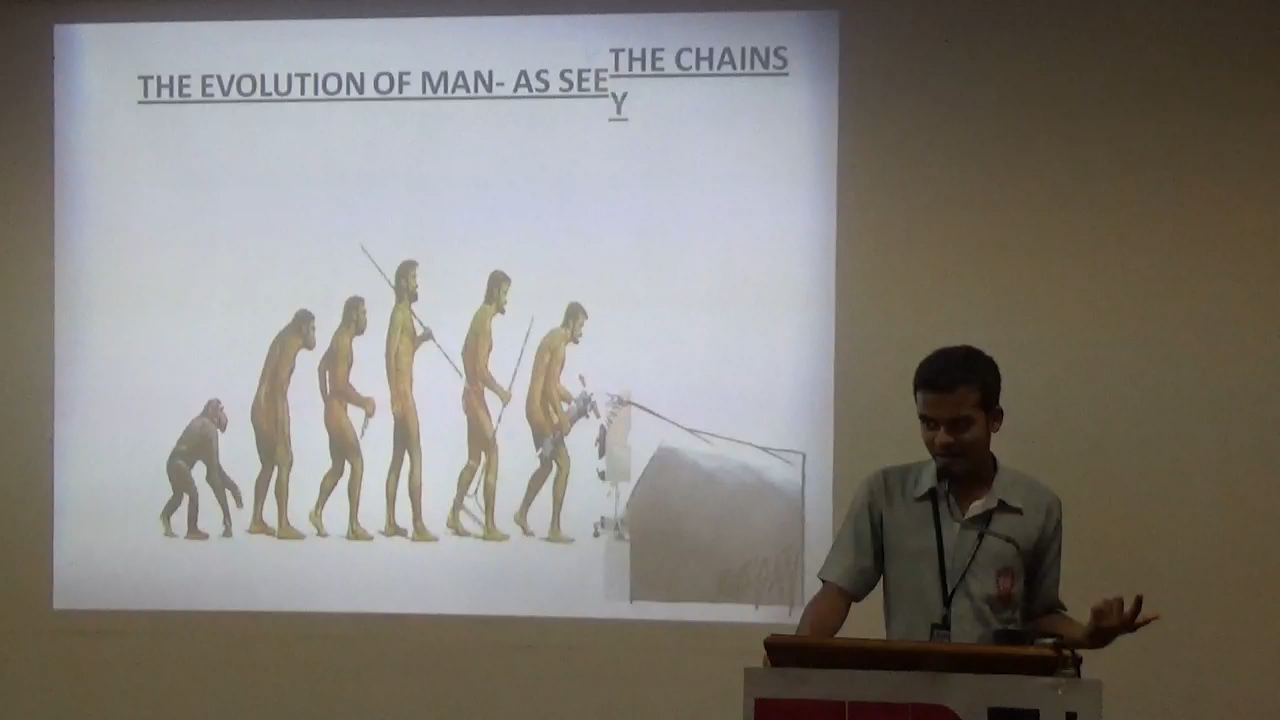 THE EVOLUTION OF MAN- AS SEE
THE CHAINS
Y